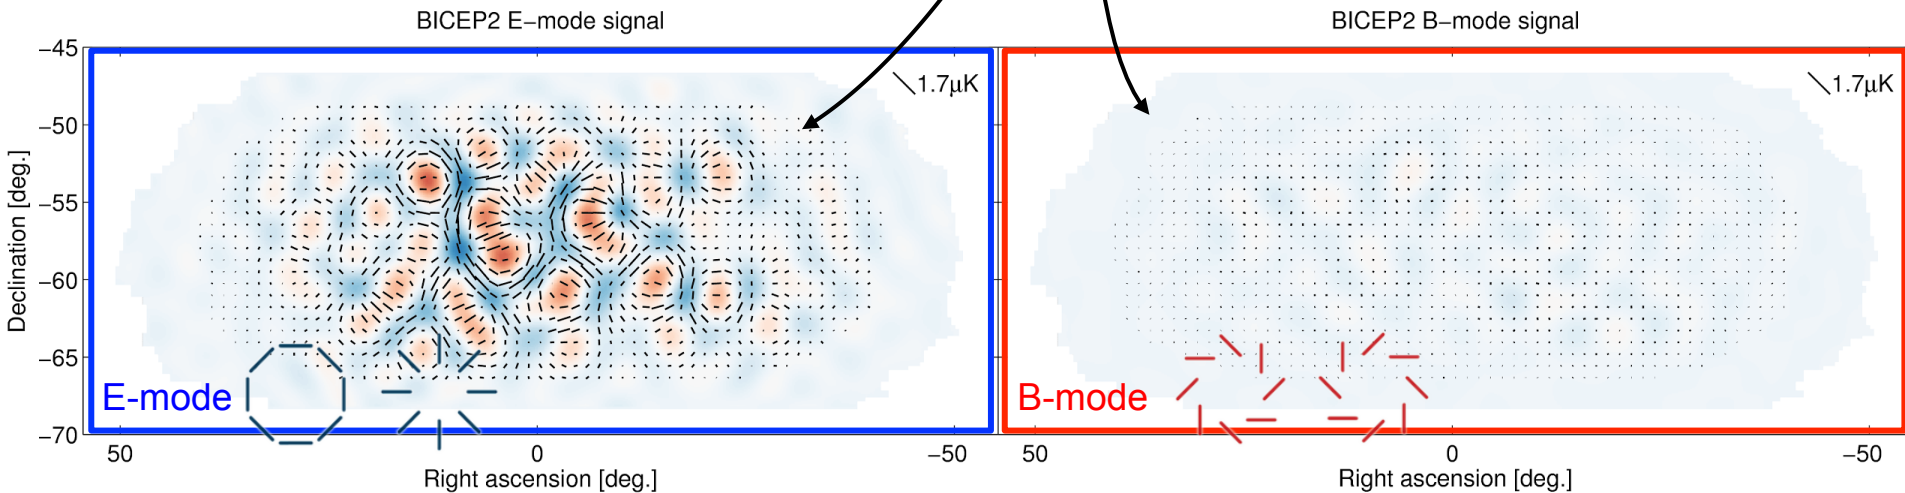 BICEP2 E−mode signal
BICEP2 B−mode signal
−45
−50
−55
−60
−65
−70
Declination [deg.]
1.7μK
1.7μK
E-mode
B-mode
50
0
−50
50
0
−50
Right ascension [deg.]
Right ascension [deg.]